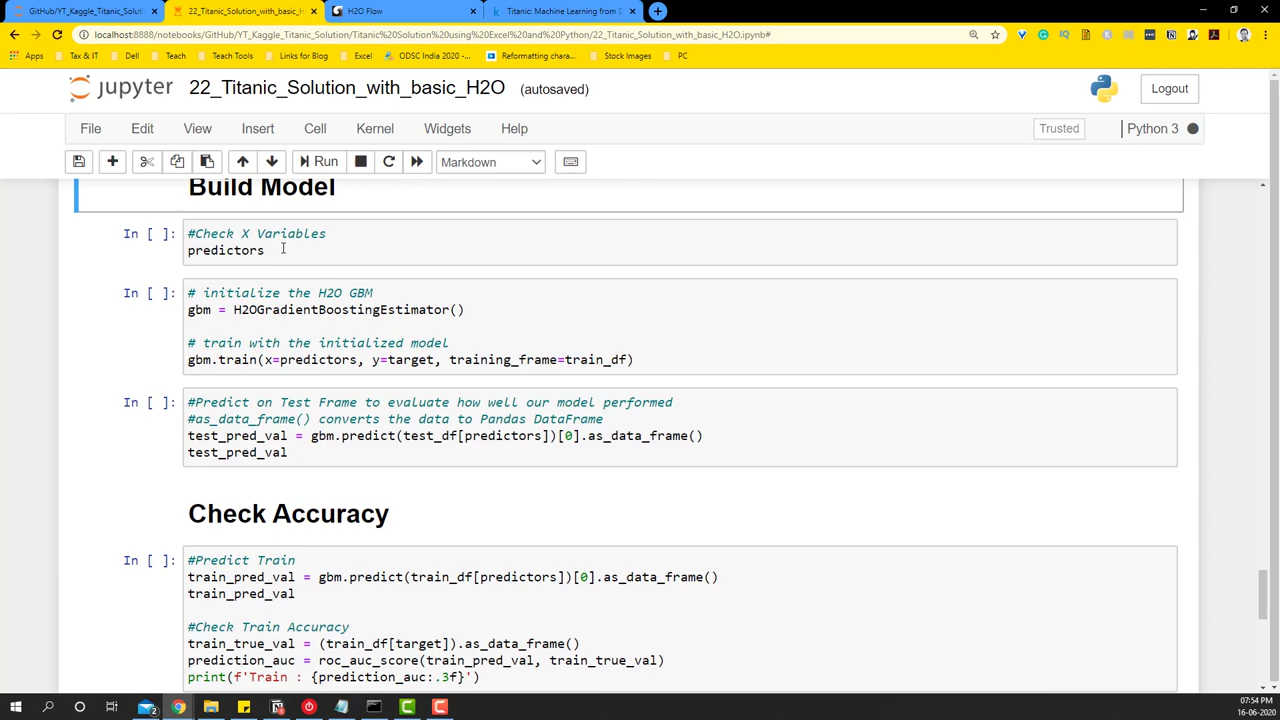 GitHub/YT_Kaggle_Titanic_Soluti
22_Titanic_Solution_with_basic_H
H2O Flow
Titanic: Machine Learning from D
localhost:8888/notebooks/GitHub/YT_Kaggle_Titanic_Solution/Titanic%20Solution%20using%20Excel%20and%20Python/22_Titanic_Solution_with_basic_H2O.ipynb#
Apps
Tax & IT
Dell
Teach
Teach Tools
Links for Blog
Excel
ODSC India 2020 -...
Reformatting chara...
Stock Images
PC
jupyter
22_Titanic_Solution_with_basic_H2O
(autosaved)
Logout
File
Edit
View
Insert
Cell
Kernel
Widgets
Help
Trusted
Python 3
Run
Markdown
Build Model
In [ ]:
#Check X Variables
predictors
In [ ]:
# initialize the H2O GBM
gbm = H2OGradientBoostingEstimator()
# train with the initialized model
gbm.train(x=predictors, y=target, training_frame=train_df)
In [ ]:
#Predict on Test Frame to evaluate how well our model performed
#as_data_frame() converts the data to Pandas DataFrame
test_pred_val = gbm.predict(test_df[predictors])[0].as_data_frame()
test_pred_val
Check Accuracy
In [ ]:
#Predict Train
train_pred_val = gbm.predict(train_df[predictors])[0].as_data_frame()
train_pred_val
#Check Train Accuracy
train_true_val = (train_df[target]).as_data_frame()
prediction_auc = roc_auc_score(train_pred_val, train_true_val)
print(f'Train : {prediction_auc:.3f}')
07:54 PM
16-06-2020